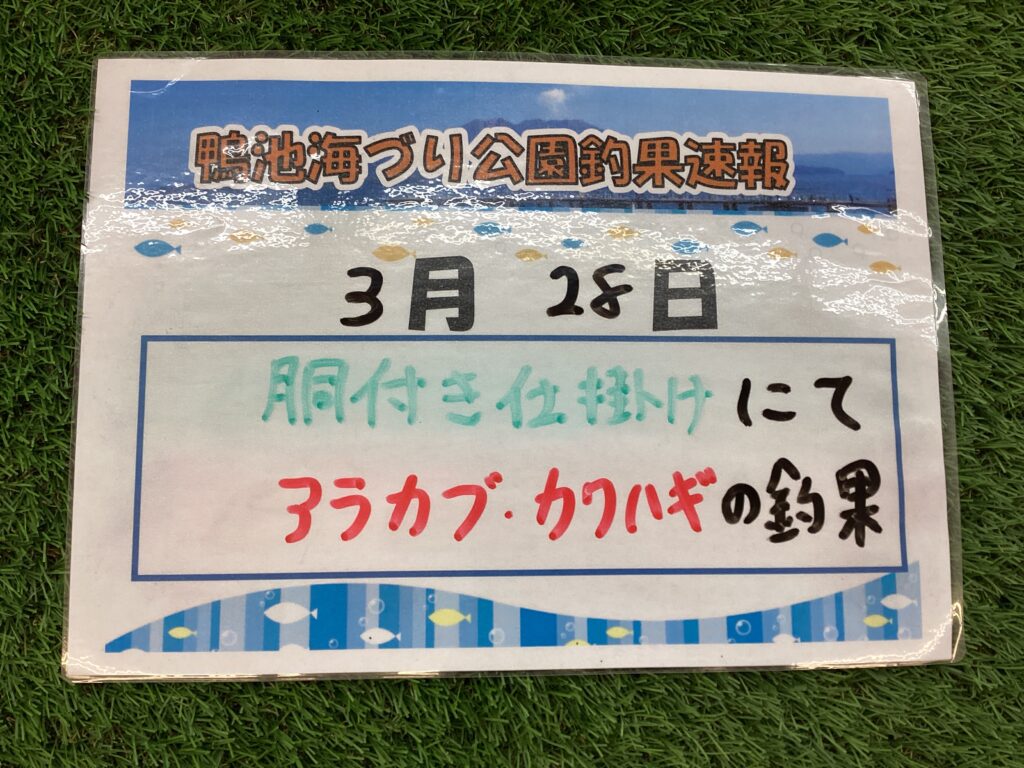 鴨池海づり公園釣果速報
3月 28日
胴付き仕掛けにて
アラカブ・カワハギの釣果